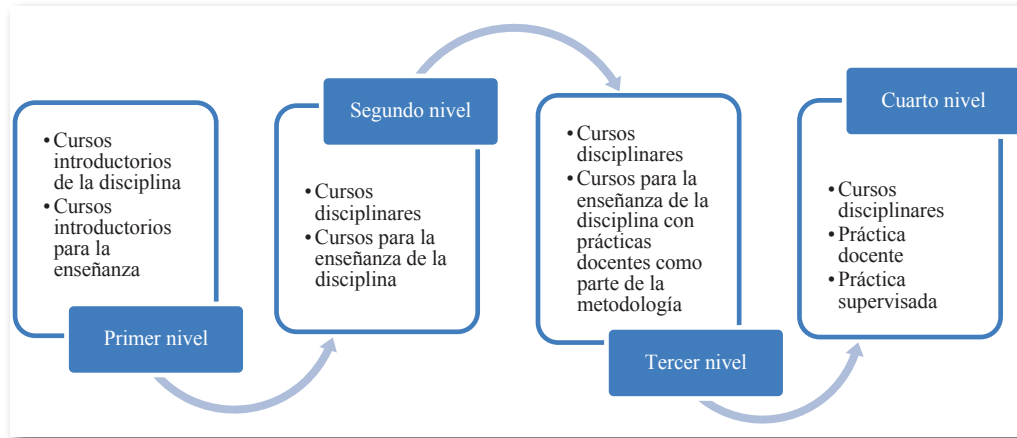 • Cursos
introductorios
de la disciplina
• Cursos
introductorios
para la
enseñanza
Primer nivel
Segundo nivel
• Cursos
disciplinares
• Cursos para la
enseñanza de la
disciplina
• Cursos
disciplinares
• Cursos para la
enseñanza de la
disciplina con
prácticas
docentes como
parte de la
metodología
Tercer nivel
Cuarto nivel
• Cursos
disciplinares
• Práctica
docente
• Práctica
supervisada